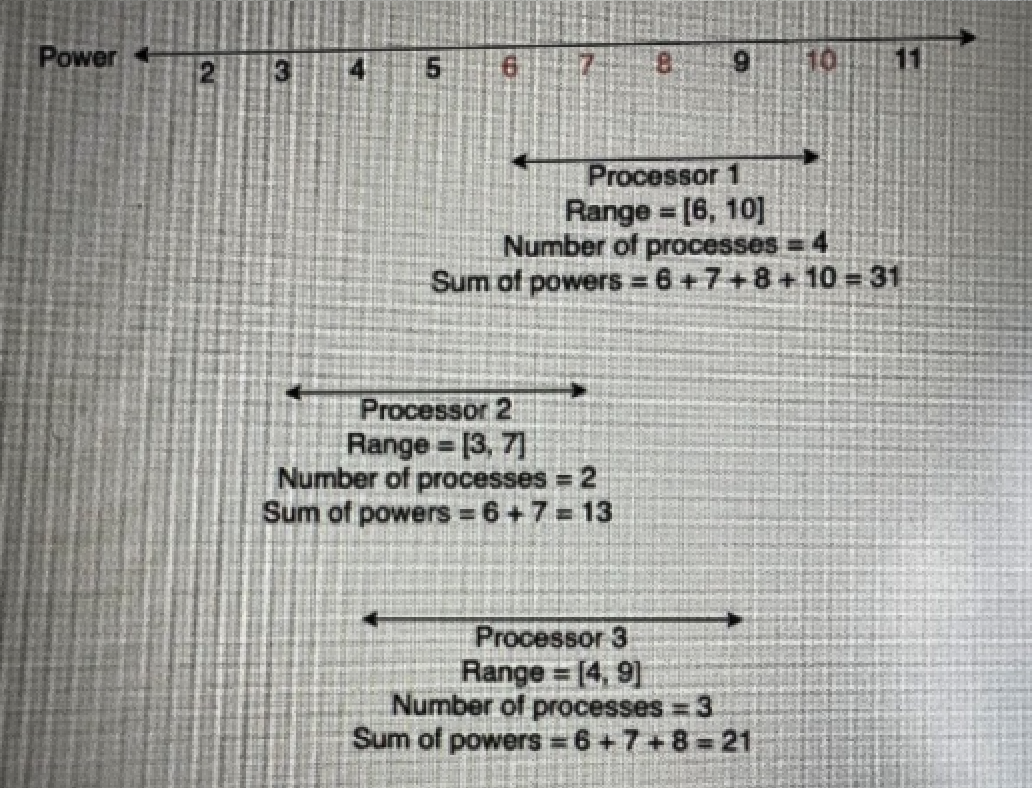 Power 2 3 4 5 6 7 8 9 10 11
Processor 1
Range = [6, 10]
Number of processes = 4
Sum of powers = 6 + 7 + 8 + 10 = 31
Processor 2
Range = [3, 7]
Number of processes = 2
Sum of powers = 6 + 7 = 13
Processor 3
Range = [4, 9]
Number of processes = 3
Sum of powers = 6 + 7 + 8 = 21